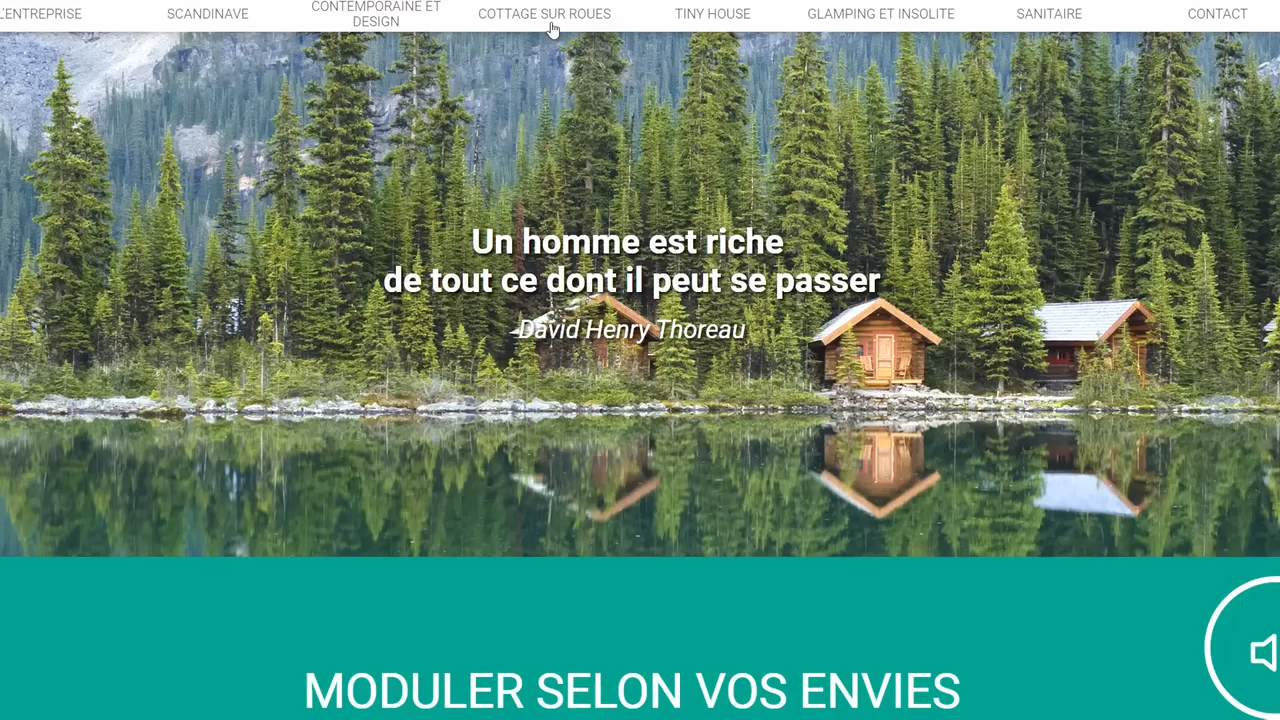 L'ENTREPRISE
SCANDINAVE
CONTEMPORAINE ET
DESIGN
COTTAGE SUR ROUES
TINY HOUSE
GLAMPING ET INSOLITE
SANITAIRE
CONTACT
Un homme est riche
de tout ce dont il peut se passer
David Henry Thoreau
MODULER SELON VOS ENVIES